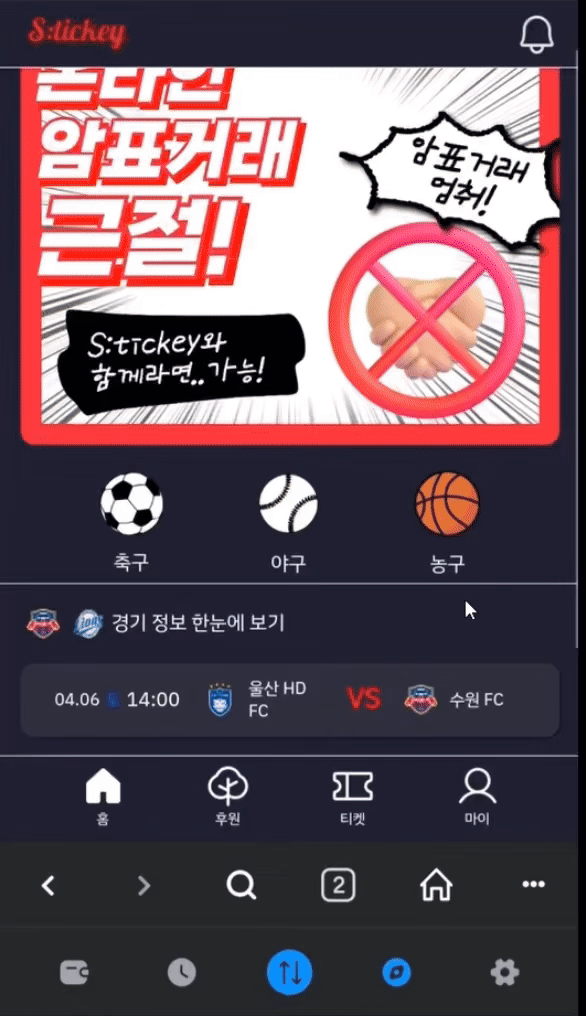 S:tickey
온라인
암표거래
근절!
암표거래
멈춰!
S:tickey와
함께라면..가능!
축구
야구
농구
경기 정보 한눈에 보기
04.06 토 14:00
울산 HD
FC
VS
수원 FC
홈
후원
티켓
마이
2